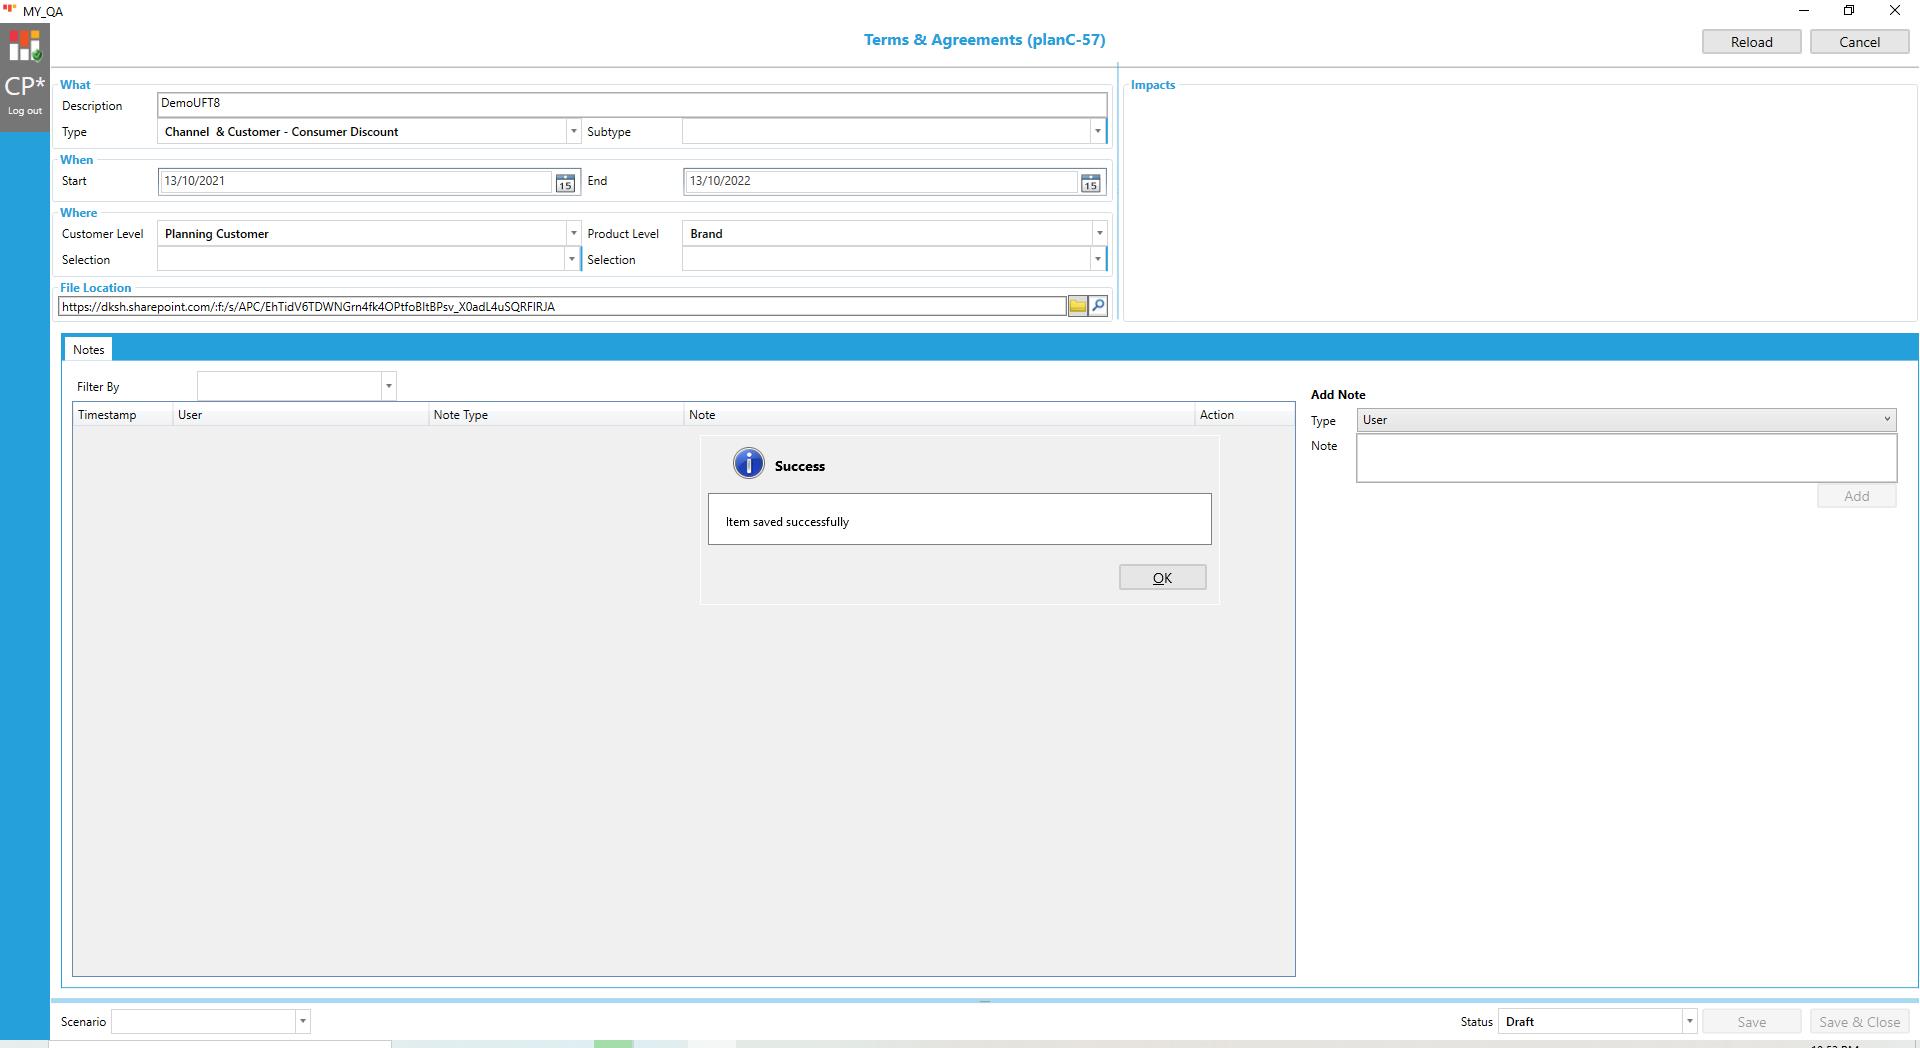 MY_QA
Terms & Agreements (planC-57)
Reload
Cancel
CP*
Log out
What
Description
DemoUFT8
Type
Channel & Customer - Consumer Discount
Subtype
When
Start
13/10/2021
15
End
13/10/2022
15
Where
Customer Level
Planning Customer
Product Level
Brand
Selection
Selection
File Location
https://dksh.sharepoint.com/:f:/s/APC/EhTidV6TDWNGrn4fk4OPtfoBItBPsv_X0adL4uSQRFIRJA
Impacts
Notes
Filter By
Timestamp
User
Note Type
Note
Action
Add Note
Type
User
Note
Add
Success
Item saved successfully
OK
Scenario
Status
Draft
Save
Save & Close